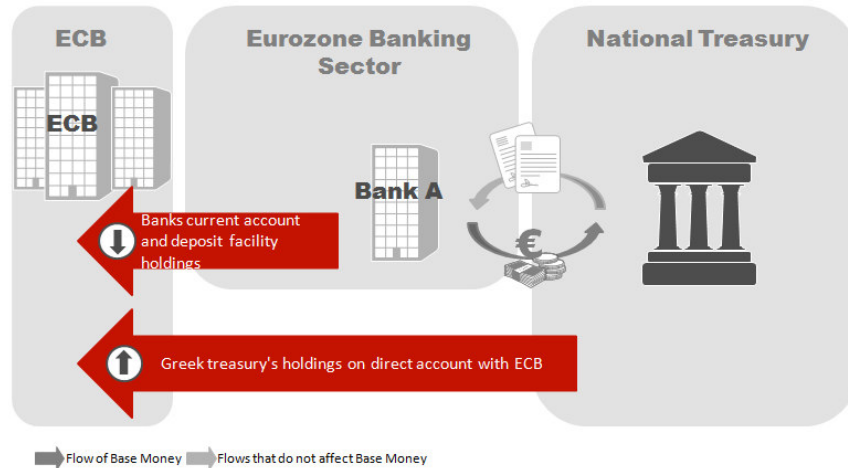 ECB
Eurozone Banking
Sector
National Treasury
ECB
Bank A
€
Banks current account
and deposit facility
holdings
Greek treasury's holdings on direct account with ECB
Flow of Base Money
Flows that do not affect Base Money